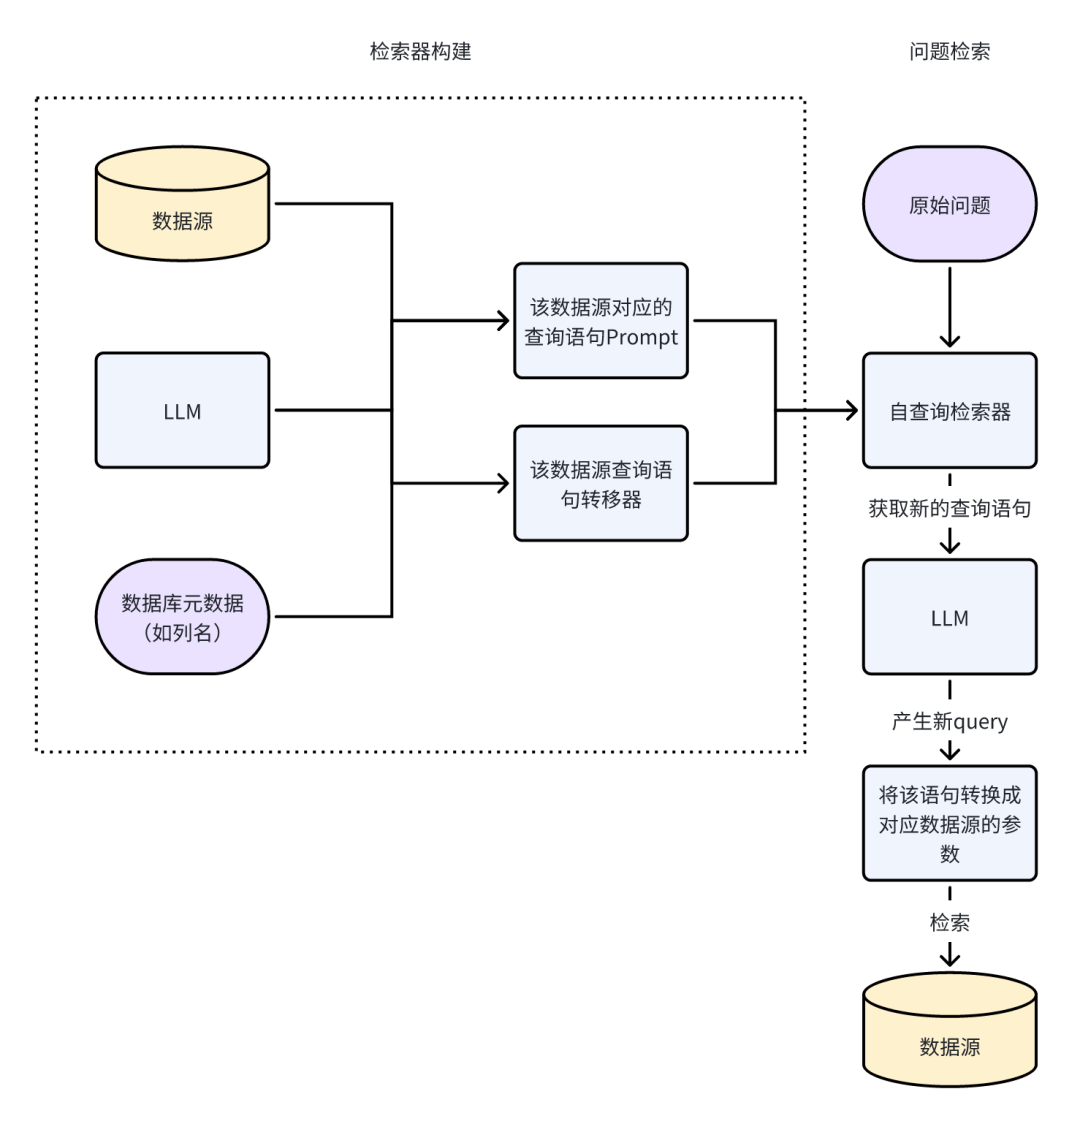 检索器构建
问题检索
数据源
LLM
数据库元数据
（如列名）
该数据源对应的
查询语句Prompt
该数据源查询语
句转移器
原始问题
自查询检索器
获取新的查询语句
LLM
产生新query
将该语句转换成
对应数据源的参
数
检索
数据源